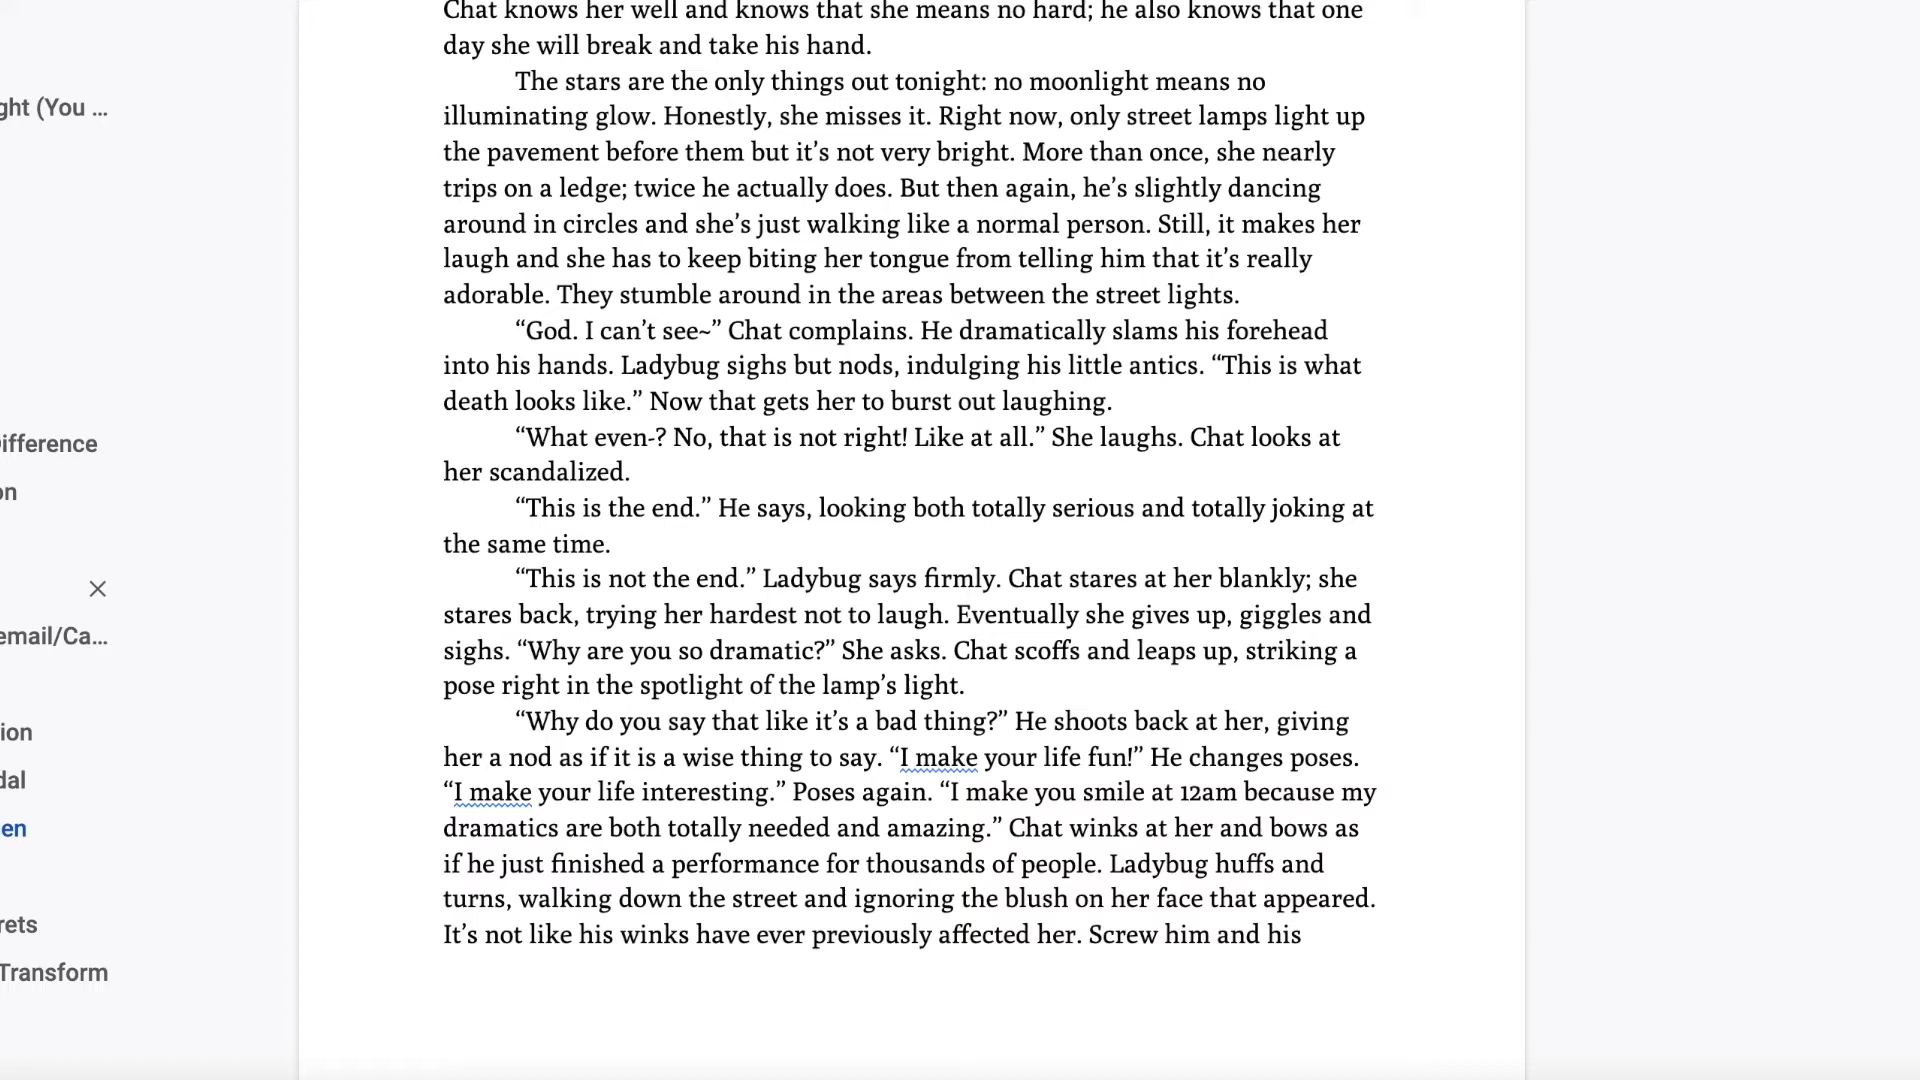 Chat knows her well and knows that she means no hard; he also knows that one
day she will break and take his hand.
The stars are the only things out tonight: no moonlight means no
illuminating glow. Honestly, she misses it. Right now, only street lamps light up
the pavement before them but it’s not very bright. More than once, she nearly
trips on a ledge; twice he actually does. But then again, he’s slightly dancing
around in circles and she’s just walking like a normal person. Still, it makes her
laugh and she has to keep biting her tongue from telling him that it’s really
adorable. They stumble around in the areas between the street lights.
“God. I can’t see~” Chat complains. He dramatically slams his forehead
into his hands. Ladybug sighs but nods, indulging his little antics. “This is what
death looks like.” Now that gets her to burst out laughing.
“What even-? No, that is not right! Like at all.” She laughs. Chat looks at
her scandalized.
“This is the end.” He says, looking both totally serious and totally joking at
the same time.
“This is not the end.” Ladybug says firmly. Chat stares at her blankly; she
stares back, trying her hardest not to laugh. Eventually she gives up, giggles and
sighs. “Why are you so dramatic?” She asks. Chat scoffs and leaps up, striking a
pose right in the spotlight of the lamp’s light.
“Why do you say that like it’s a bad thing?” He shoots back at her, giving
her a nod as if it is a wise thing to say. “I make your life fun!” He changes poses.
“I make your life interesting.” Poses again. “I make you smile at 12am because my
dramatics are both totally needed and amazing.” Chat winks at her and bows as
if he just finished a performance for thousands of people. Ladybug huffs and
turns, walking down the street and ignoring the blush on her face that appeared.
It’s not like his winks have ever previously affected her. Screw him and his
ght (You ...
ifference
on
email/Ca...
ion
dal
en
rets
Transform